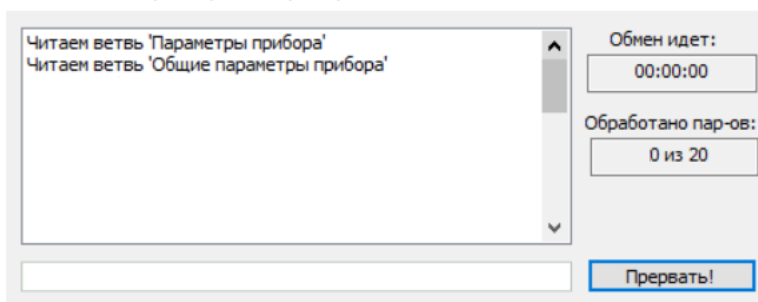 Читаем ветвь 'Параметры прибора'
Читаем ветвь 'Общие параметры прибора'
Обмен идет:
00:00:00
Обработано пар-ов:
0 из 20
Прервать!